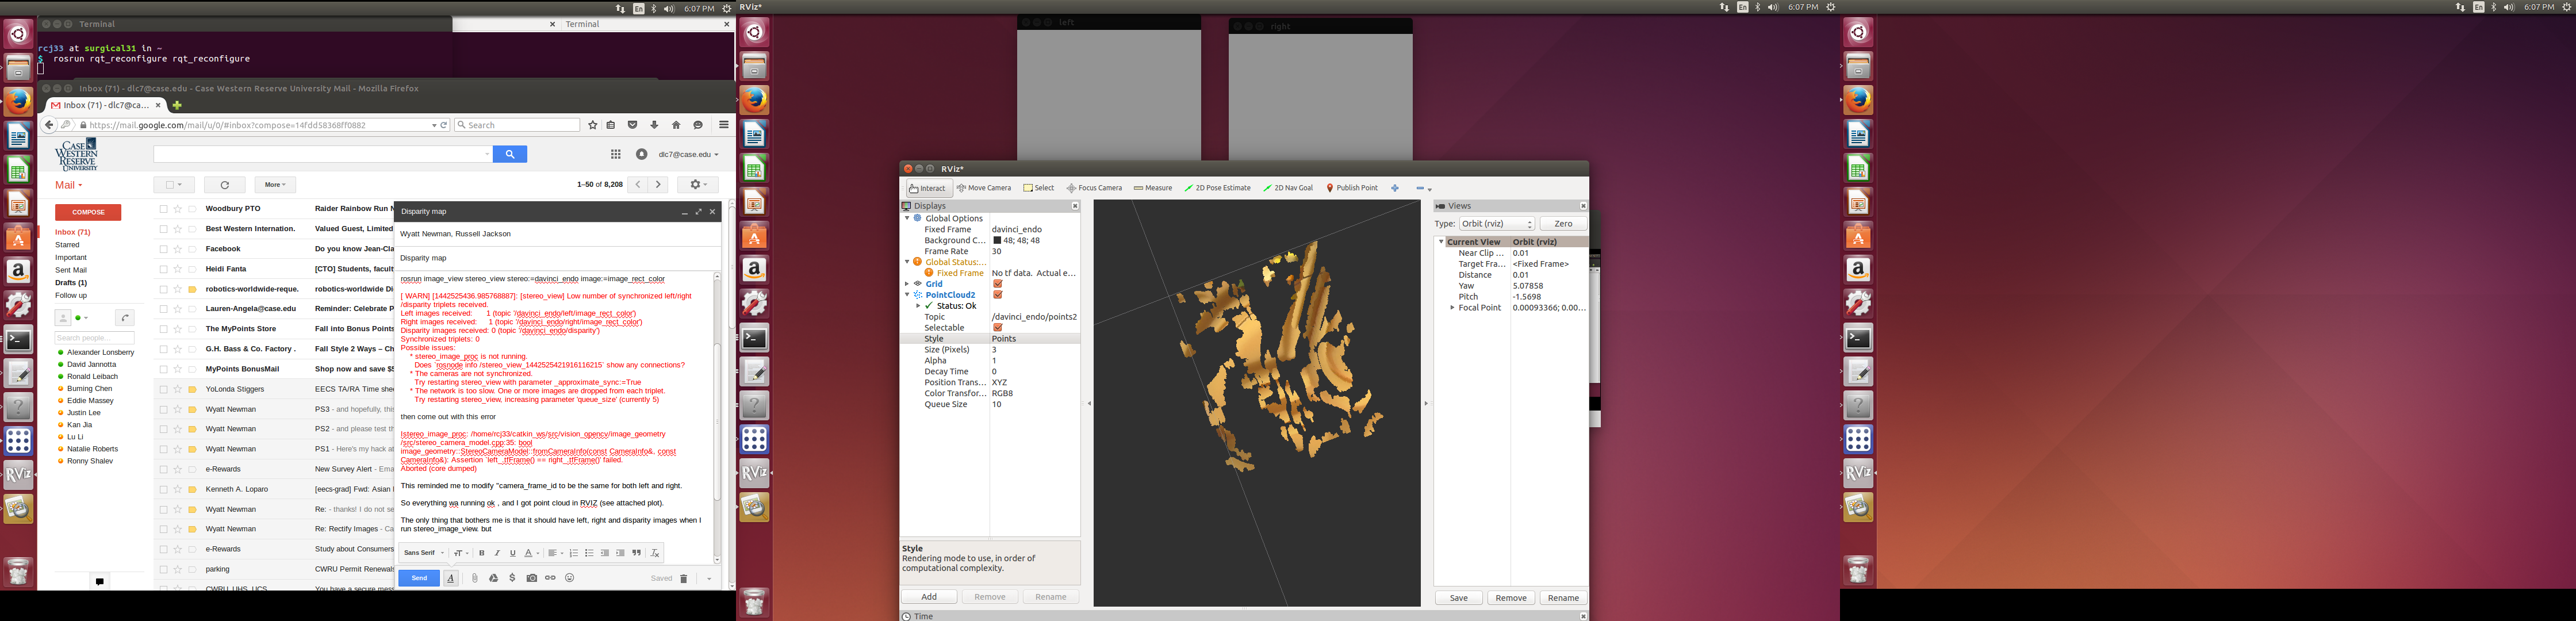 En
6:07 PM
Terminal
Terminal
rcj33 at surgical31 in ~
$ rosrun rqt_reconfigure rqt_reconfigure
Inbox (71) - dlc7@case.edu - Case Western Reserve University Mail - Mozilla Firefox
Inbox (71) - dlc7@ca...
https://mail.google.com/mail/u/0/#inbox?compose=14fdd58368ff0882
Search
CASE WESTERN RESERVE UNIVERSITY
dlc7@case.edu
Mail
More
1–50 of 8,208
COMPOSE
Inbox (71)
Starred
Important
Sent Mail
Drafts (1)
Follow up
Search people...
Alexander Lonsberry
David Jannotta
Ronald Leibach
Burning Chen
Eddie Massey
Justin Lee
Kan Jia
Lu Li
Natalie Roberts
Ronny Shalev
Woodbury PTO Raider Rainbow Run N
Best Western Internation. Valued Guest, Limited
Facebook Do you know Jean-Cla
Heidi Fanta [CTO] Students, facult
robotics-worldwide-reque. robotics-worldwide Di
Lauren-Angela@case.edu Reminder: Celebrate P
The MyPoints Store Fall into Bonus Points
G.H. Bass & Co. Factory . Fall Style 2 Ways – Ch
MyPoints BonusMail Shop now and save $5
YoLonda Stiggers EECS TA/RA Time shee
Wyatt Newman PS3 - and hopefully, this
Wyatt Newman PS2 - and please test th
Wyatt Newman PS1 - Here's my hack at
e-Rewards New Survey Alert - Ema
Kenneth A. Loparo [eecs-grad] Fwd: Asian
Wyatt Newman Re: - thanks! I do not se
Wyatt Newman Re: Rectify Images - Ca
e-Rewards Study about Consumers
parking CWRU Permit Renewals
CWRU, UHS, UCS You have a secure mess
Disparity map
Wyatt Newman, Russell Jackson
Disparity map
rosrun image_view stereo_view stereo:=davinci_endo image:=image_rect_color
[ WARN] [1442525436.985768887]: [stereo_view] Low number of synchronized left/right
/disparity triplets received.
Left images received: 1 (topic '/davinci_endo/left/image_rect_color')
Right images received: 1 (topic '/davinci_endo/right/image_rect_color')
Disparity images received: 0 (topic '/davinci_endo/disparity')
Synchronized triplets: 0
Possible issues:
* stereo_image_proc is not running.
Does `rosnode info /stereo_view_1442525421916116215` show any connections?
* The cameras are not synchronized.
Try restarting stereo_view with parameter _approximate_sync:=True
* The network is too slow. One or more images are dropped from each triplet.
Try restarting stereo_view, increasing parameter 'queue_size' (currently 5)
then come out with this error
stereo_image_proc: /home/rcj33/catkin_ws/src/vision_opencv/image_geometry
/src/stereo_camera_model.cpp:35: bool
image_geometry::StereoCameraModel::fromCameraInfo(const CameraInfo&, const
CameraInfo&): Assertion `left_.tfFrame() == right_.tfFrame()' failed.
Aborted (core dumped)
This reminded me to modify "camera_frame_id to be the same for both left and right.
So everything wa running ok , and I got point cloud in RVIZ (see attached plot).
The only thing that bothers me is that it should have left, right and disparity images when I
run stereo_image_view. but
Sans Serif
Send
Saved
RViz*
En
6:07 PM
left
right
RViz*
Interact Move Camera Select Focus Camera Measure 2D Pose Estimate 2D Nav Goal Publish Point
Displays
Global Options
Fixed Frame davinci_endo
Background C... 48; 48; 48
Frame Rate 30
Global Status:...
Fixed Frame No tf data. Actual e...
Grid
PointCloud2
Status: Ok
Topic /davinci_endo/points2
Selectable
Style Points
Size (Pixels) 3
Alpha 1
Decay Time 0
Position Trans... XYZ
Color Transfor... RGB8
Queue Size 10
Style
Rendering mode to use, in order of
computational complexity.
Add Remove Rename
Time
Views
Type: Orbit (rviz) Zero
Current View Orbit (rviz)
Near Clip ... 0.01
Target Fra... <Fixed Frame>
Distance 0.01
Yaw 5.07858
Pitch -1.5698
Focal Point 0.00093366; 0.00...
Save Remove Rename
RViz
RViz
RViz
En
6:07 PM